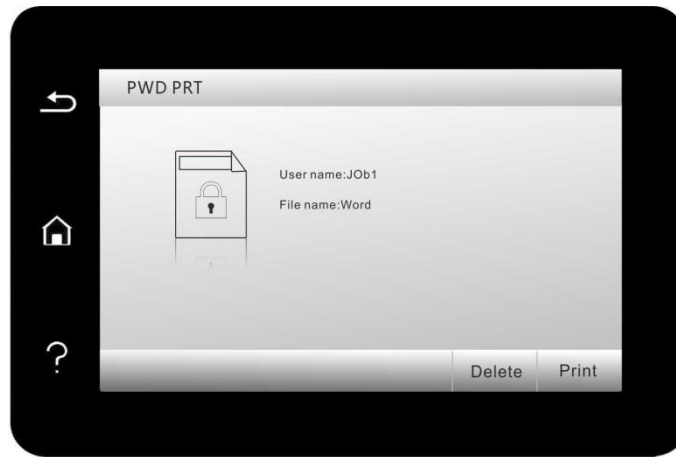 PWD PRT
User name:JOb1
File name:Word
?
Delete Print